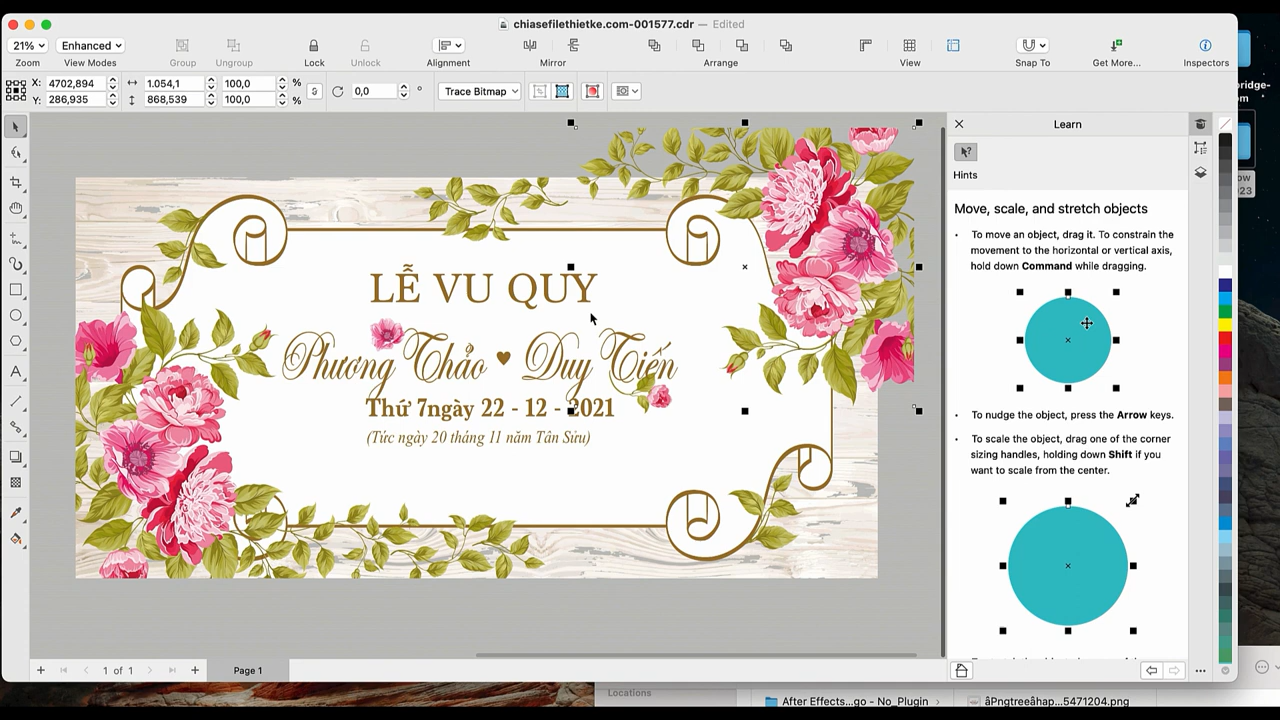 chiasefilethietke.com-001577.cdr — Edited
21%
Enhanced
Zoom
View Modes
Group
Ungroup
Lock
Unlock
Alignment
Mirror
Arrange
View
Snap To
Get More...
Inspectors
X: 4702,894
1.054,1
100,0 %
0,0 °
Trace Bitmap
Y: 286,935
868,539
100,0 %
Learn
Hints
Move, scale, and stretch objects
• To move an object, drag it. To constrain the
movement to the horizontal or vertical axis,
hold down Command while dragging.
• To nudge the object, press the Arrow keys.
• To scale the object, drag one of the corner
sizing handles, holding down Shift if you
want to scale from the center.
LỄ VU QUY
Phương Thảo ♥ Duy Tiến
Thứ 7ngày 22 - 12 - 2021
(Tức ngày 20 tháng 11 năm Tân Sửu)
1 of 1
Page 1
Locations
After Effects...go - No_Plugin
âPngtreeâhap...5471204.png